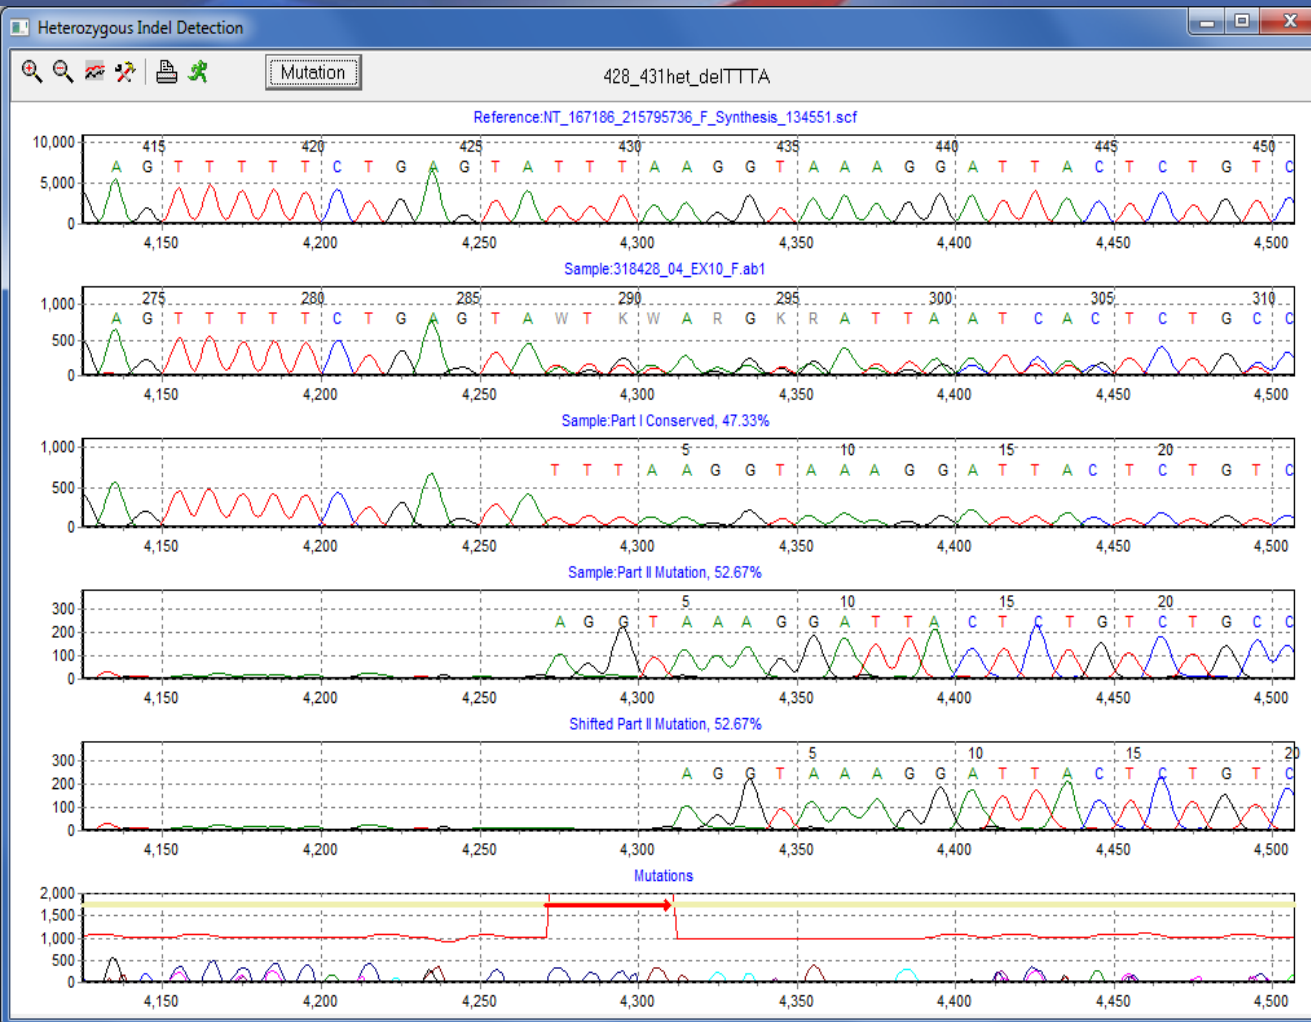 Heterozygous Indel Detection
Mutation 428_431het_delTTTA
Reference:NT_167186_215795736_F_Synthesis_134551.scf
10,000 415 420 425 430 435 440 445 450
A G T T T T T C T G A G T A T T T A A G G T A A A G G A T T A C T C T G T C
5,000
0
4,150 4,200 4,250 4,300 4,350 4,400 4,450 4,500
Sample:318428_04_EX10_F.ab1
1,000 275 280 285 290 295 300 305 310
A G T T T T T C T G A G T A W T K W A R G K R A T T A A T C A C T C T G C C
500
0
4,150 4,200 4,250 4,300 4,350 4,400 4,450 4,500
Sample:Part I Conserved, 47.33%
1,000 5 10 15 20
T T T A A G G T A A A G G A T T A C T C T G T C
500
0
4,150 4,200 4,250 4,300 4,350 4,400 4,450 4,500
Sample:Part II Mutation, 52.67%
300 5 10 15 20
A G G T A A A G G A T T A C T C T G T C T G C C
200
100
0
4,150 4,200 4,250 4,300 4,350 4,400 4,450 4,500
Shifted Part II Mutation, 52.67%
300 5 10 15 20
A G G T A A A G G A T T A C T C T G T C
200
100
0
4,150 4,200 4,250 4,300 4,350 4,400 4,450 4,500
Mutations
2,000
1,500
1,000
500
0
4,150 4,200 4,250 4,300 4,350 4,400 4,450 4,500